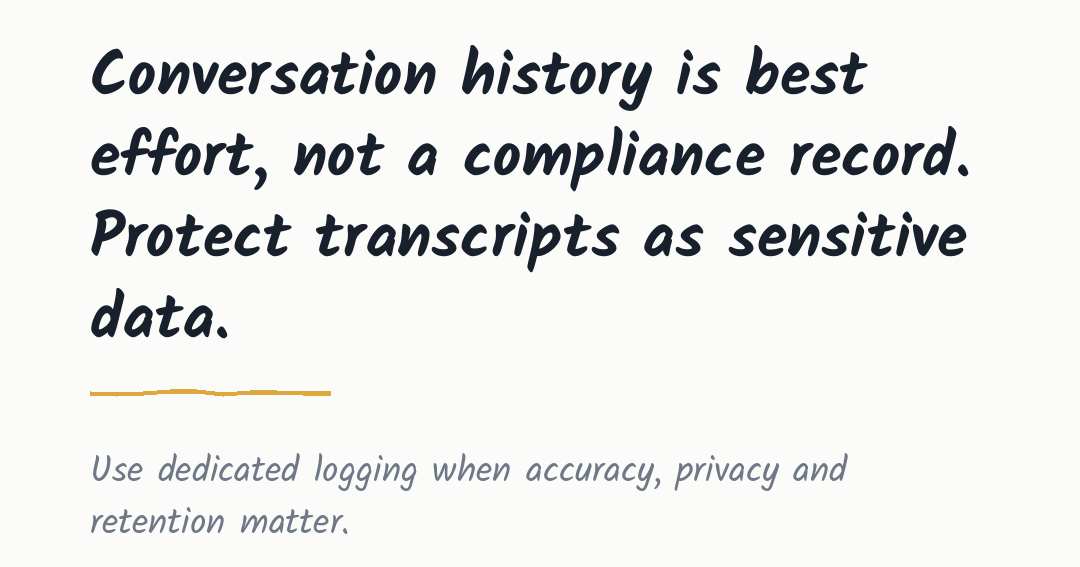 Conversation history is best
effort, not a compliance record.
Protect transcripts as sensitive
data.
Use dedicated logging when accuracy, privacy and
retention matter.